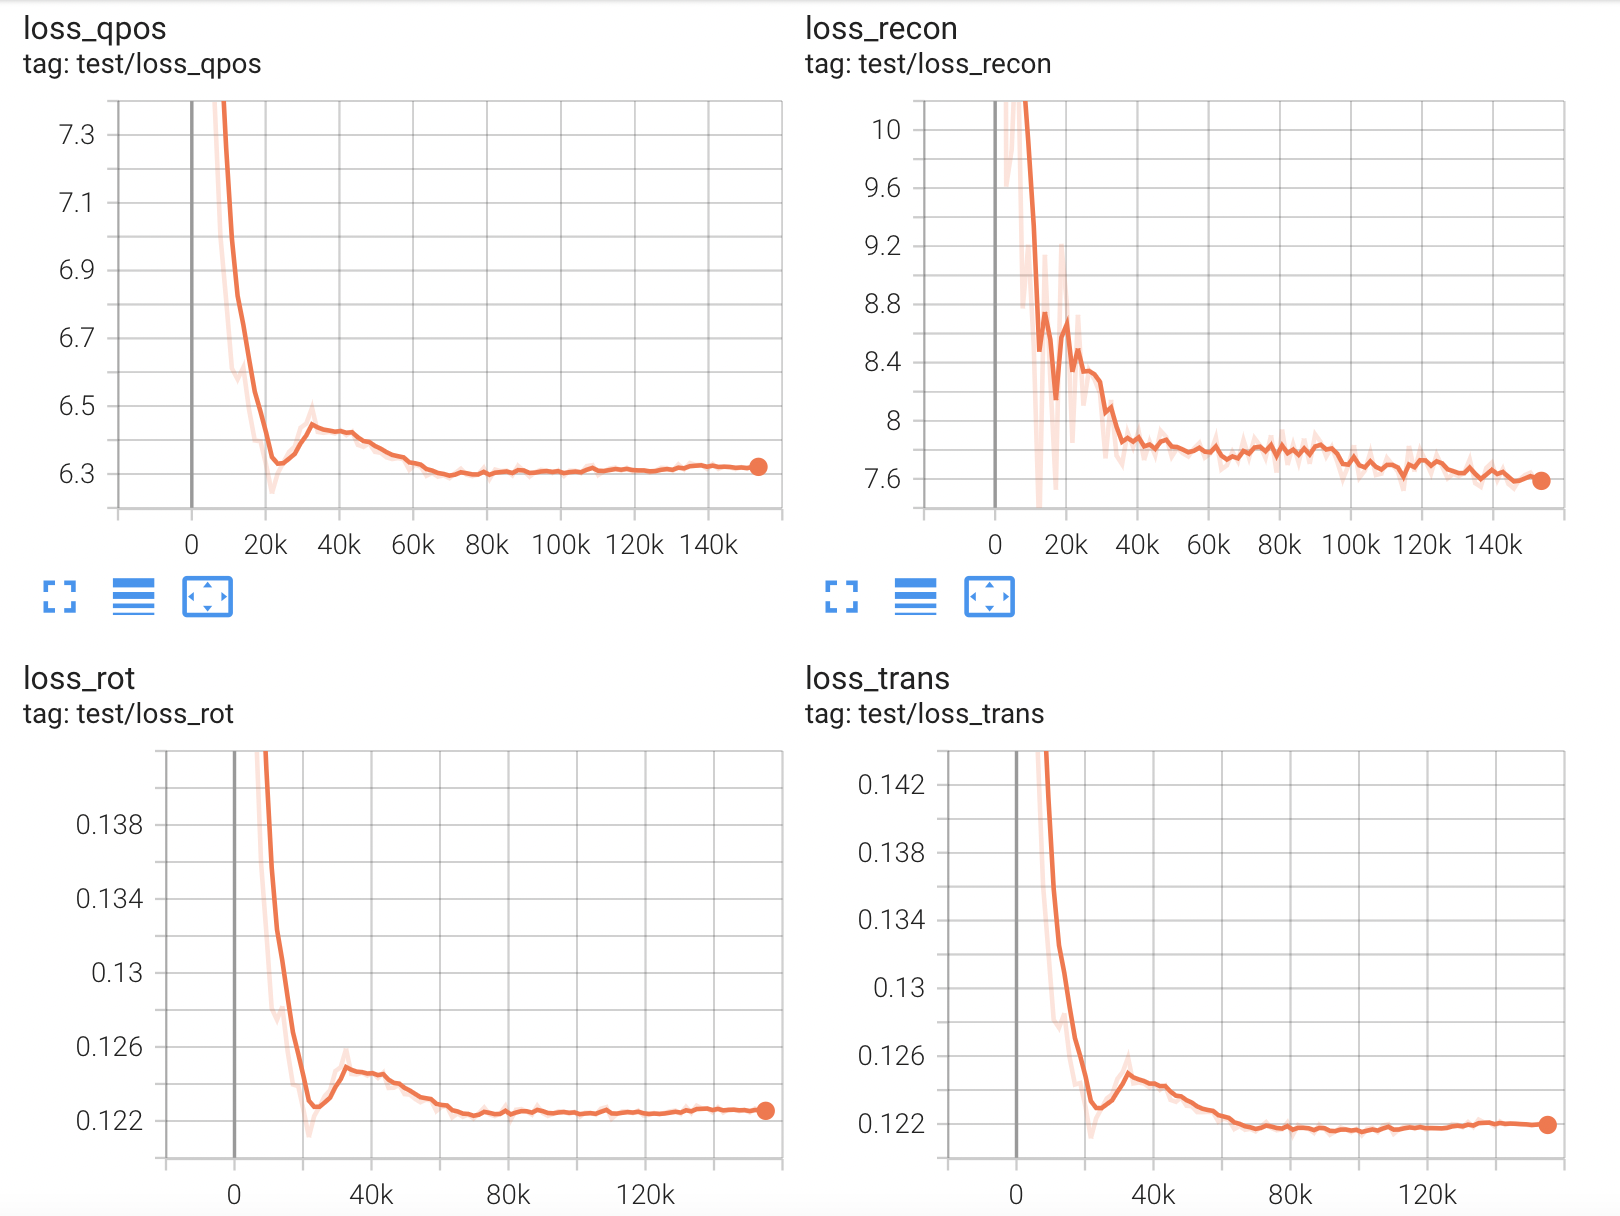 loss_qpos
tag: test/loss_qpos
7.3
7.1
6.9
6.7
6.5
6.3
0 20k 40k 60k 80k 100k 120k 140k
loss_recon
tag: test/loss_recon
10
9.6
9.2
8.8
8.4
8
7.6
0 20k 40k 60k 80k 100k 120k 140k
loss_rot
tag: test/loss_rot
0.138
0.134
0.13
0.126
0.122
0 40k 80k 120k
loss_trans
tag: test/loss_trans
0.142
0.138
0.134
0.13
0.126
0.122
0 40k 80k 120k